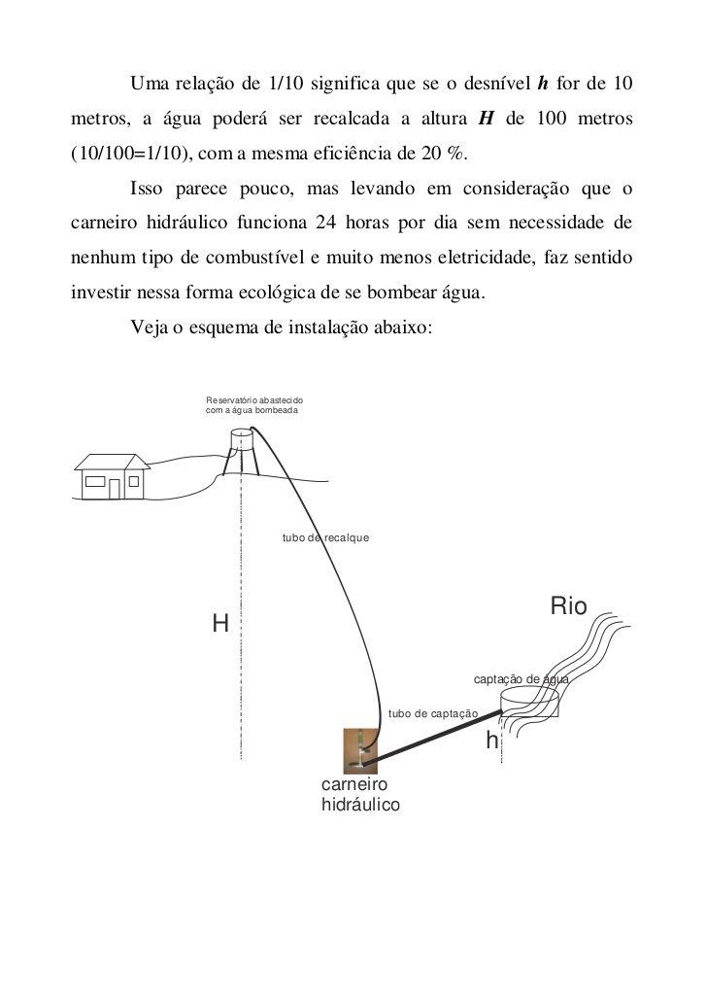 Uma relação de 1/10 significa que se o desnível h for de 10
metros, a água poderá ser recalcada a altura H de 100 metros
(10/100=1/10), com a mesma eficiência de 20 %.
Isso parece pouco, mas levando em consideração que o
carneiro hidráulico funciona 24 horas por dia sem necessidade de
nenhum tipo de combustível e muito menos eletricidade, faz sentido
investir nessa forma ecológica de se bombear água.
Veja o esquema de instalação abaixo:
Reservatório abastecido
com a água bombeada
tubo de recalque
H
Rio
captação de água
tubo de captação
h
carneiro
hidráulico